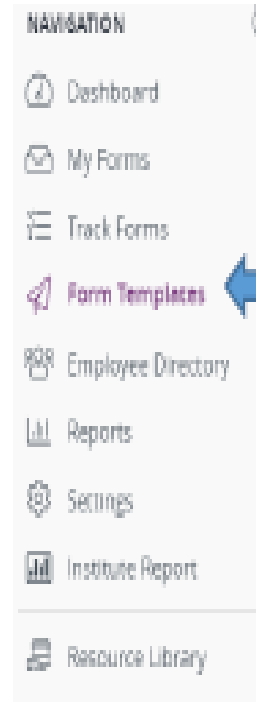 NAVIGATION
Dashboard
My Forms
Track Forms
Form Templates
Employee Directory
Reports
Settings
Institute Report
Resource Library